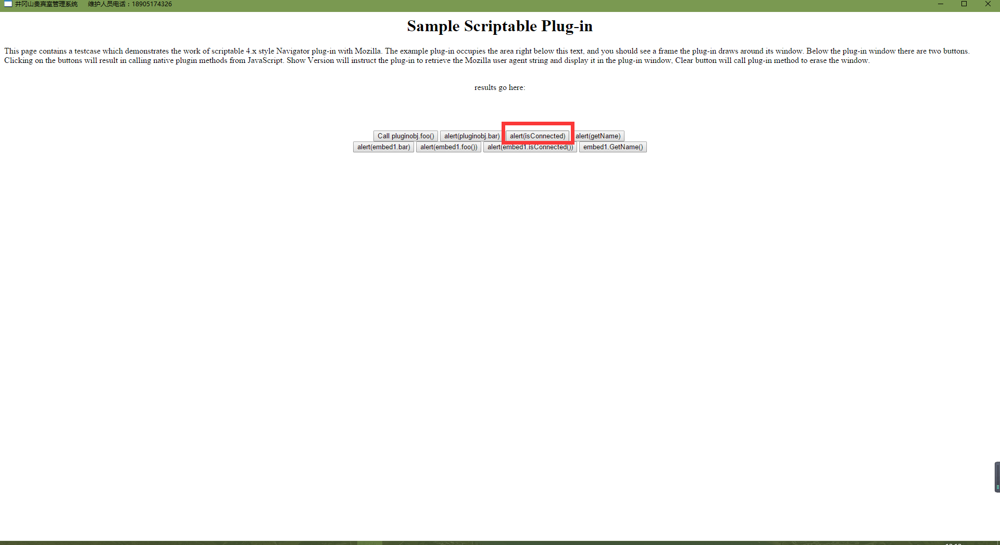 井冈山贵宾室管理系统 维护人员电话：18905174326
Sample Scriptable Plug-in
This page contains a testcase which demonstrates the work of scriptable 4.x style Navigator plug-in with Mozilla. The example plug-in occupies the area right below this text, and you should see a frame the plug-in draws around its window. Below the plug-in window there are two buttons.
Clicking on the buttons will result in calling native plugin methods from JavaScript. Show Version will instruct the plug-in to retrieve the Mozilla user agent string and display it in the plug-in window, Clear button will call plug-in method to erase the window.
results go here:
Call pluginobj.foo() alert(pluginobj.bar) alert(isConnected) alert(getName)
alert(embed1.bar) alert(embed1.foo()) alert(embed1.isConnected()) embed1.GetName()